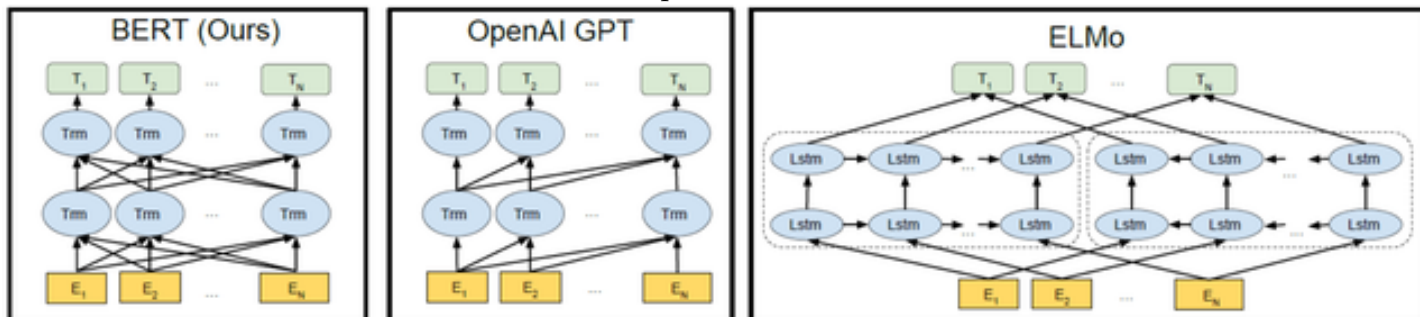 BERT (Ours) OpenAI GPT ELMo
T1 T2 ... TN T1 T2 ... TN T1 T2 ... TN
Trm Trm ... Trm Trm Trm ... Trm
Lstm Lstm ... Lstm Lstm Lstm ... Lstm
Trm Trm ... Trm Trm Trm ... Trm
Lstm Lstm ... Lstm Lstm Lstm ... Lstm
E1 E2 ... EN E1 E2 ... EN E1 E2 ... EN